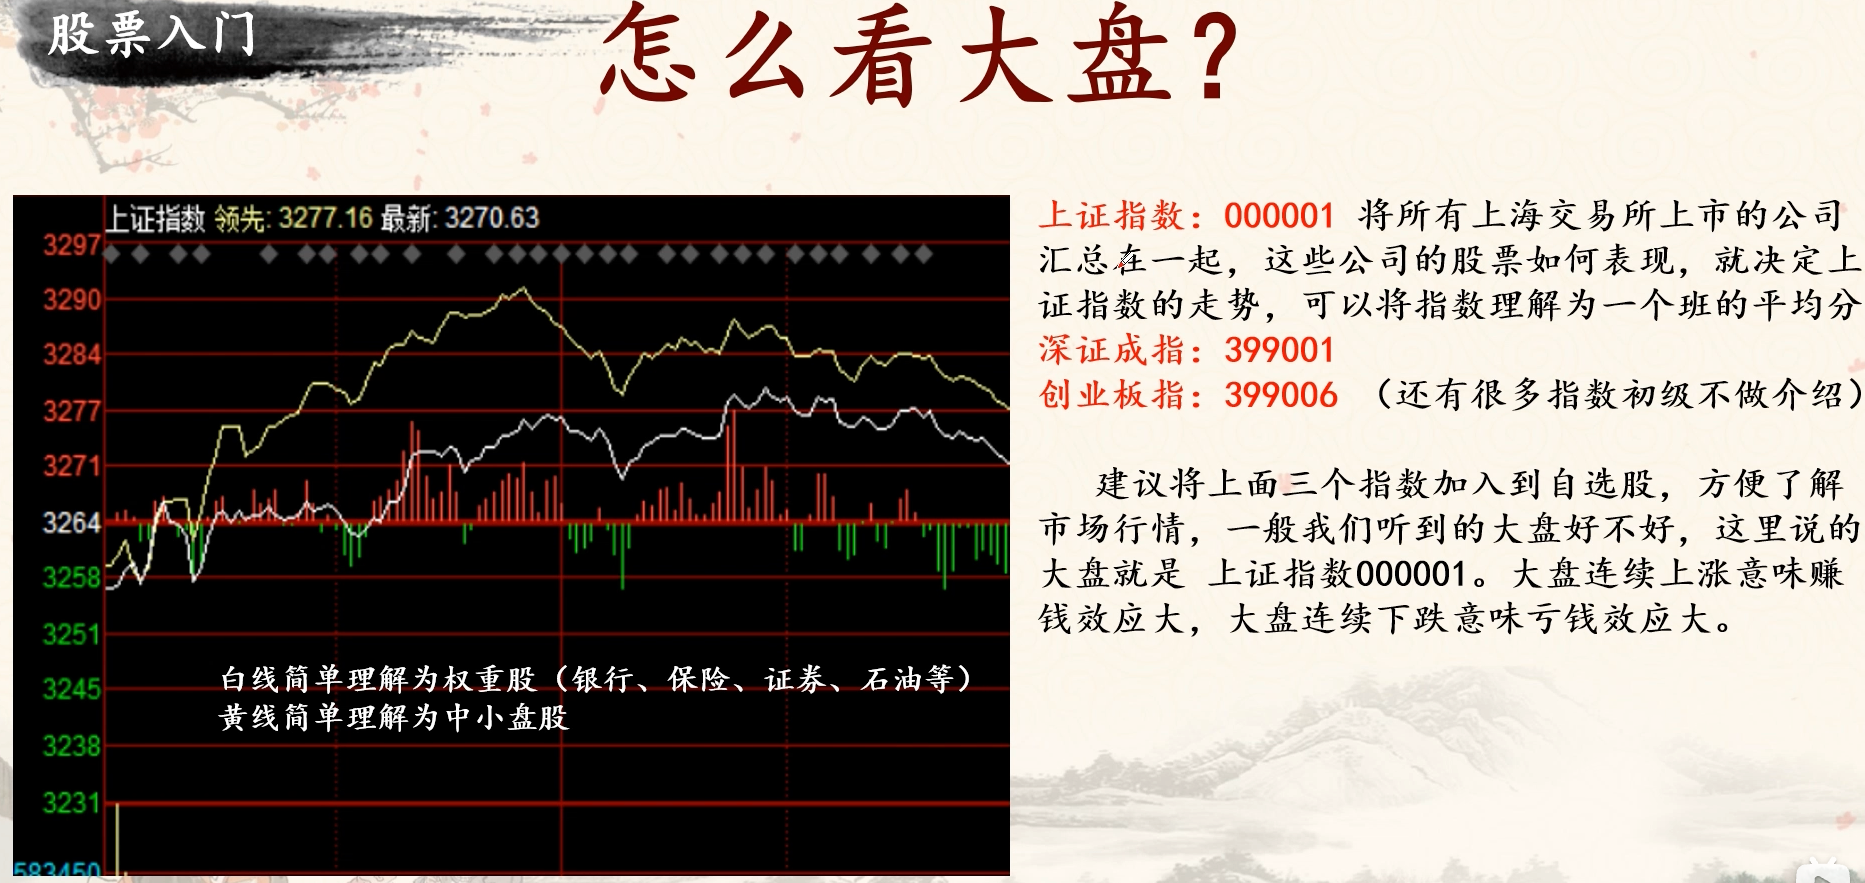 股票入门
怎么看大盘?
上证指数 领先: 3277.16 最新: 3270.63
3297
3290
3284
3277
3271
3264
3258
3251
3245
3238
3231
583450
白线简单理解为权重股（银行、保险、证券、石油等）
黄线简单理解为中小盘股
上证指数：000001 将所有上海交易所上市的公司
汇总在一起，这些公司的股票如何表现，就决定上
证指数的走势，可以将指数理解为一个班的平均分
深证成指：399001
创业板指：399006 （还有很多指数初级不做介绍）
建议将上面三个指数加入到自选股，方便了解
市场行情，一般我们听到的大盘好不好，这里说的
大盘就是 上证指数000001。大盘连续上涨意味赚
钱效应大，大盘连续下跌意味亏钱效应大。